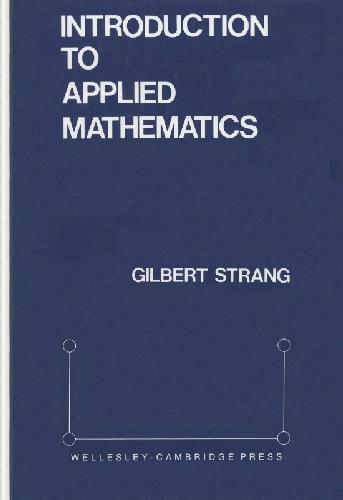 INTRODUCTION
TO
APPLIED
MATHEMATICS
GILBERT STRANG
WELLESLEY-CAMBRIDGE PRESS